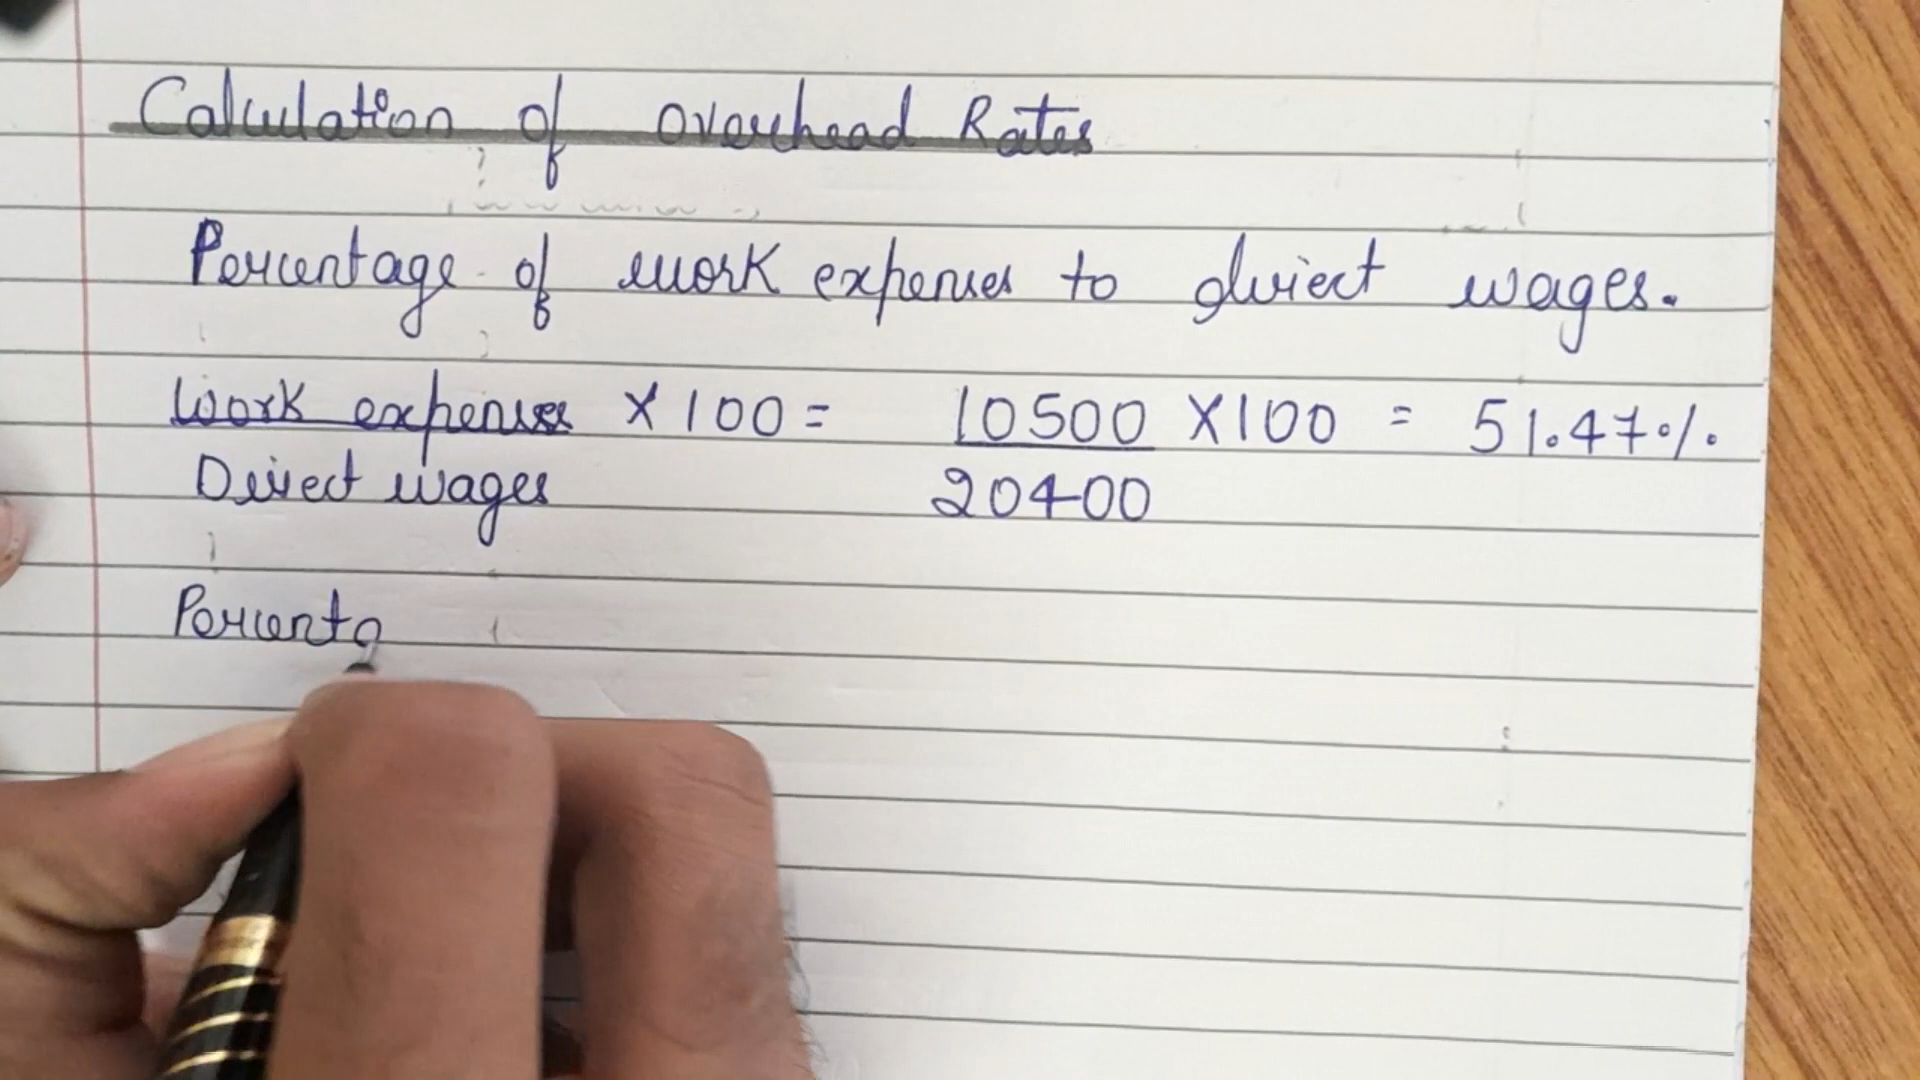 Calculation of overhead Rates
Percentage of work expenses to direct wages.
Work expenses X 100 = 10500 X100 = 51.47%.
Direct wages 20400
Percenta